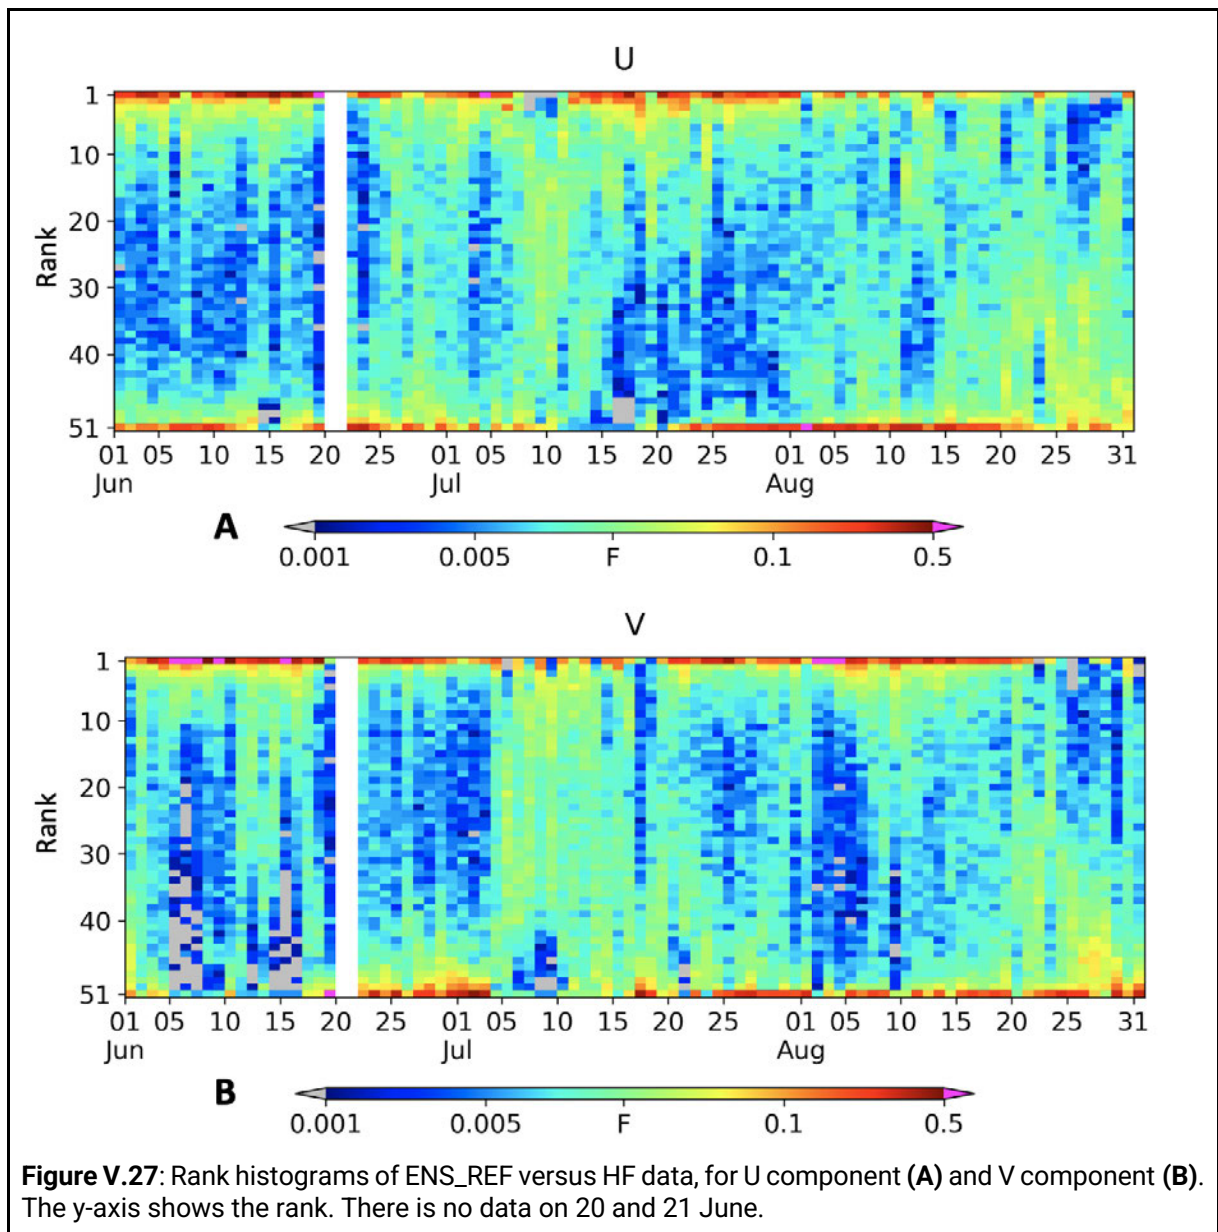 U
1
10
20
30
40
51
Rank
01 05 10 15 20 25 01 05 10 15 20 25 01 05 10 15 20 25 31
Jun Jul Aug
A
0.001 0.005 F 0.1 0.5
V
1
10
20
30
40
51
Rank
01 05 10 15 20 25 01 05 10 15 20 25 01 05 10 15 20 25 31
Jun Jul Aug
B
0.001 0.005 F 0.1 0.5
Figure V.27: Rank histograms of ENS_REF versus HF data, for U component (A) and V component (B).
The y-axis shows the rank. There is no data on 20 and 21 June.